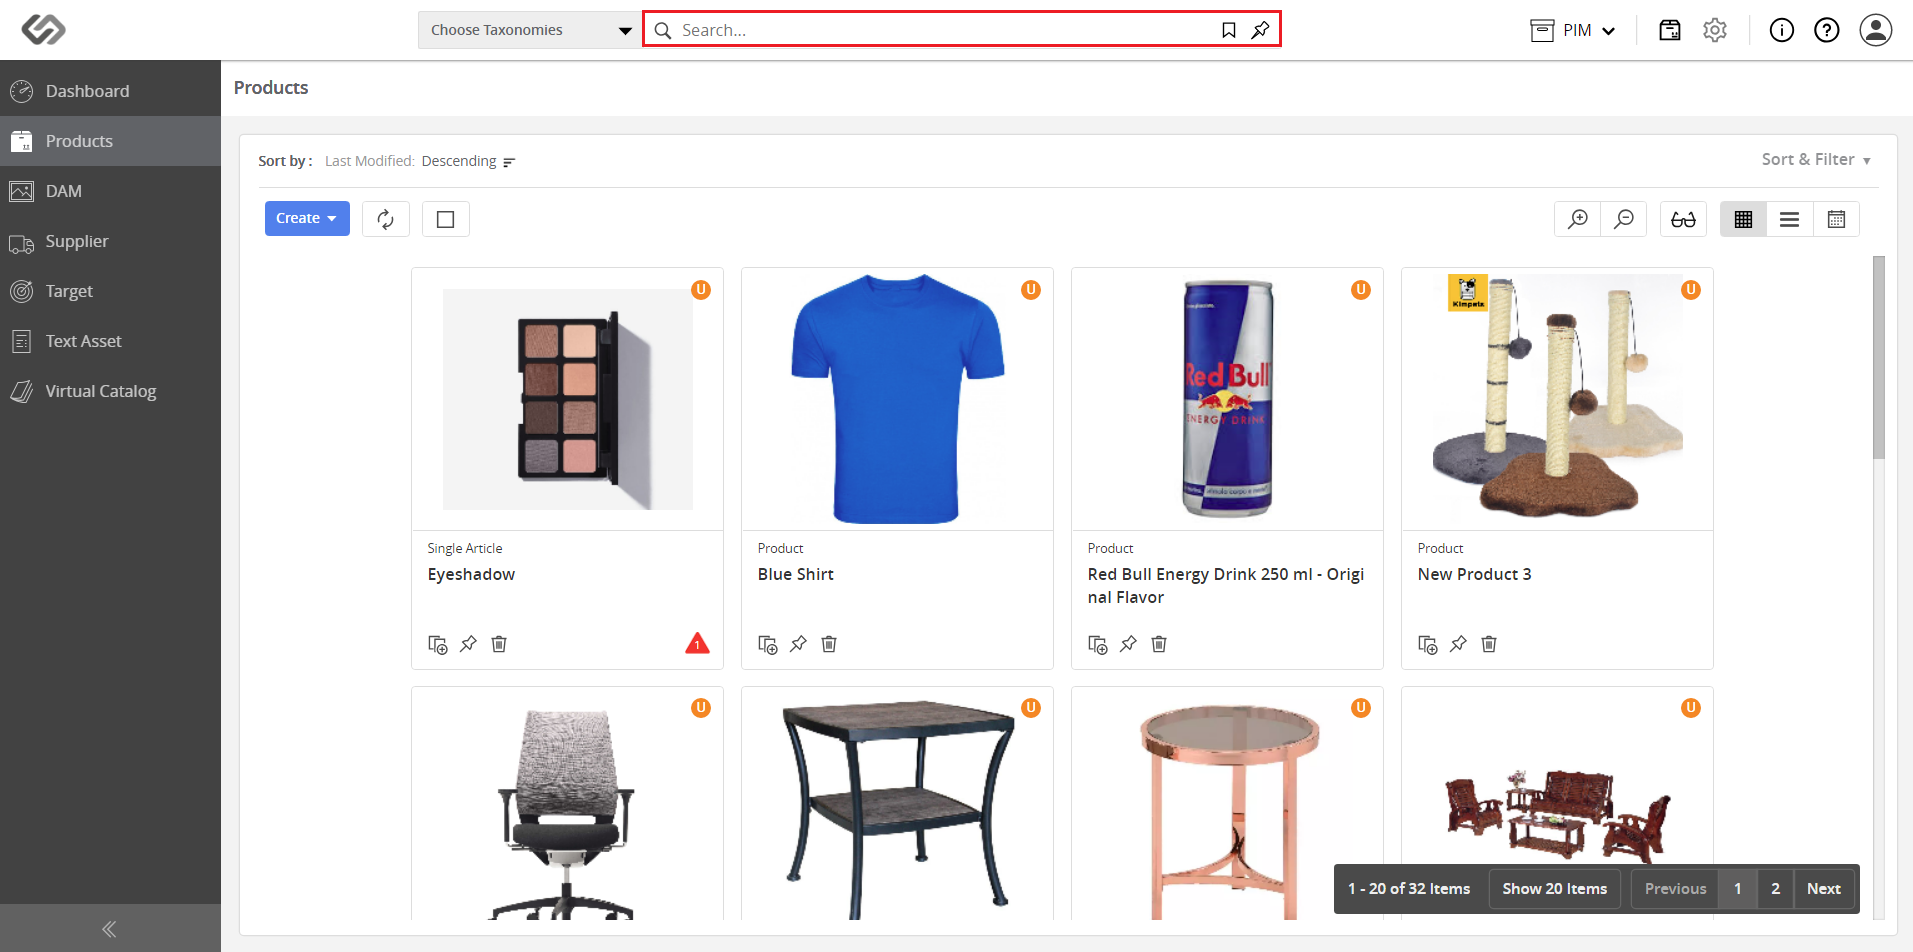 Choose Taxonomies
Search...
PIM
Dashboard
Products
DAM
Supplier
Target
Text Asset
Virtual Catalog
Products
Sort by :
Last Modified: Descending
Sort & Filter
Create
U
U
Red Bull
ENERGY DRINK
U
Kimpets
U
Single Article
Eyeshadow
1
Product
Blue Shirt
Product
Red Bull Energy Drink 250 ml - Origi
nal Flavor
Product
New Product 3
U
U
U
U
1 - 20 of 32 Items
Show 20 Items
Previous
1
2
Next